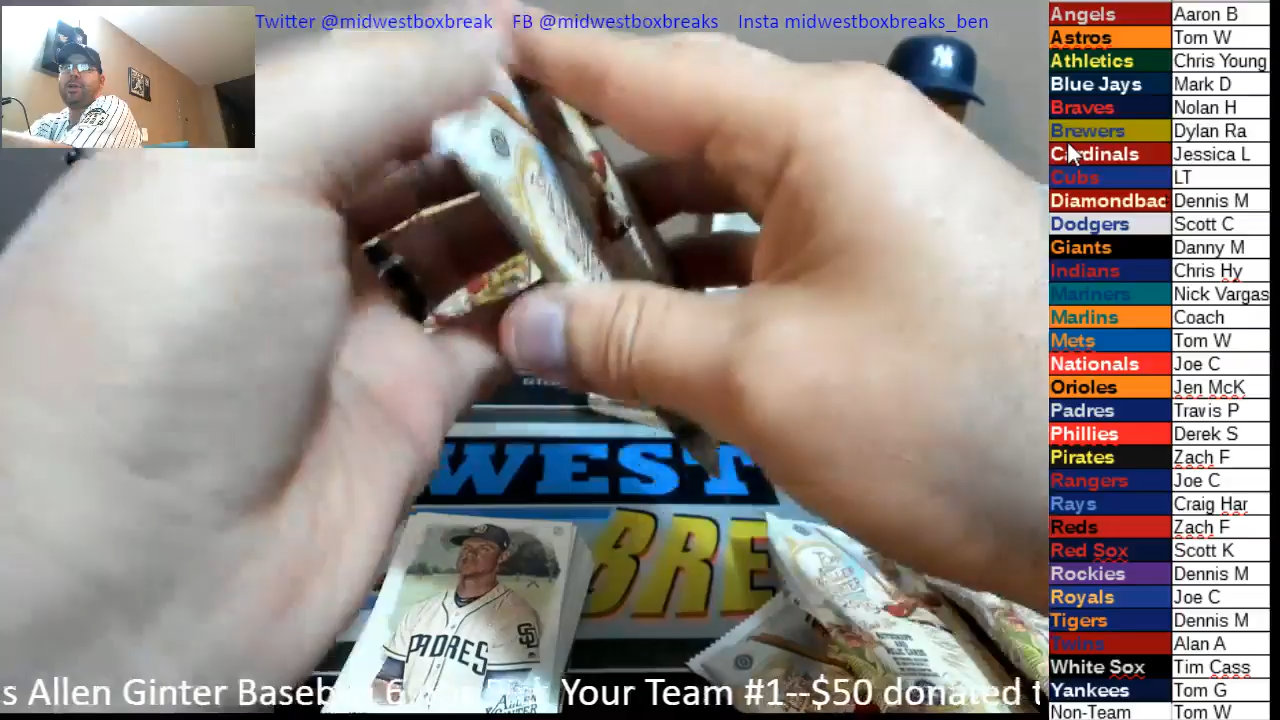 Twitter @midwestboxbreak FB @midwestboxbreaks Insta midwestboxbreaks_ben
Angels Aaron B
Astros Tom W
Athletics Chris Young
Blue Jays Mark D
Braves Nolan H
Brewers Dylan Ra
Cardinals Jessica L
Cubs LT
Diamondbac Dennis M
Dodgers Scott C
Giants Danny M
Indians Chris Hy
Mariners Nick Vargas
Marlins Coach
Mets Tom W
Nationals Joe C
Orioles Jen McK
Padres Travis P
Phillies Derek S
Pirates Zach F
Rangers Joe C
Rays Craig Har
Reds Zach F
Red Sox Scott K
Rockies Dennis M
Royals Joe C
Tigers Dennis M
Twins Alan A
White Sox Tim Cass
Yankees Tom G
Non-Team Tom W
WEST
BRE
PADRES
SD
s Allen Ginter Baseb 6 Your Team #1--$50 donated t